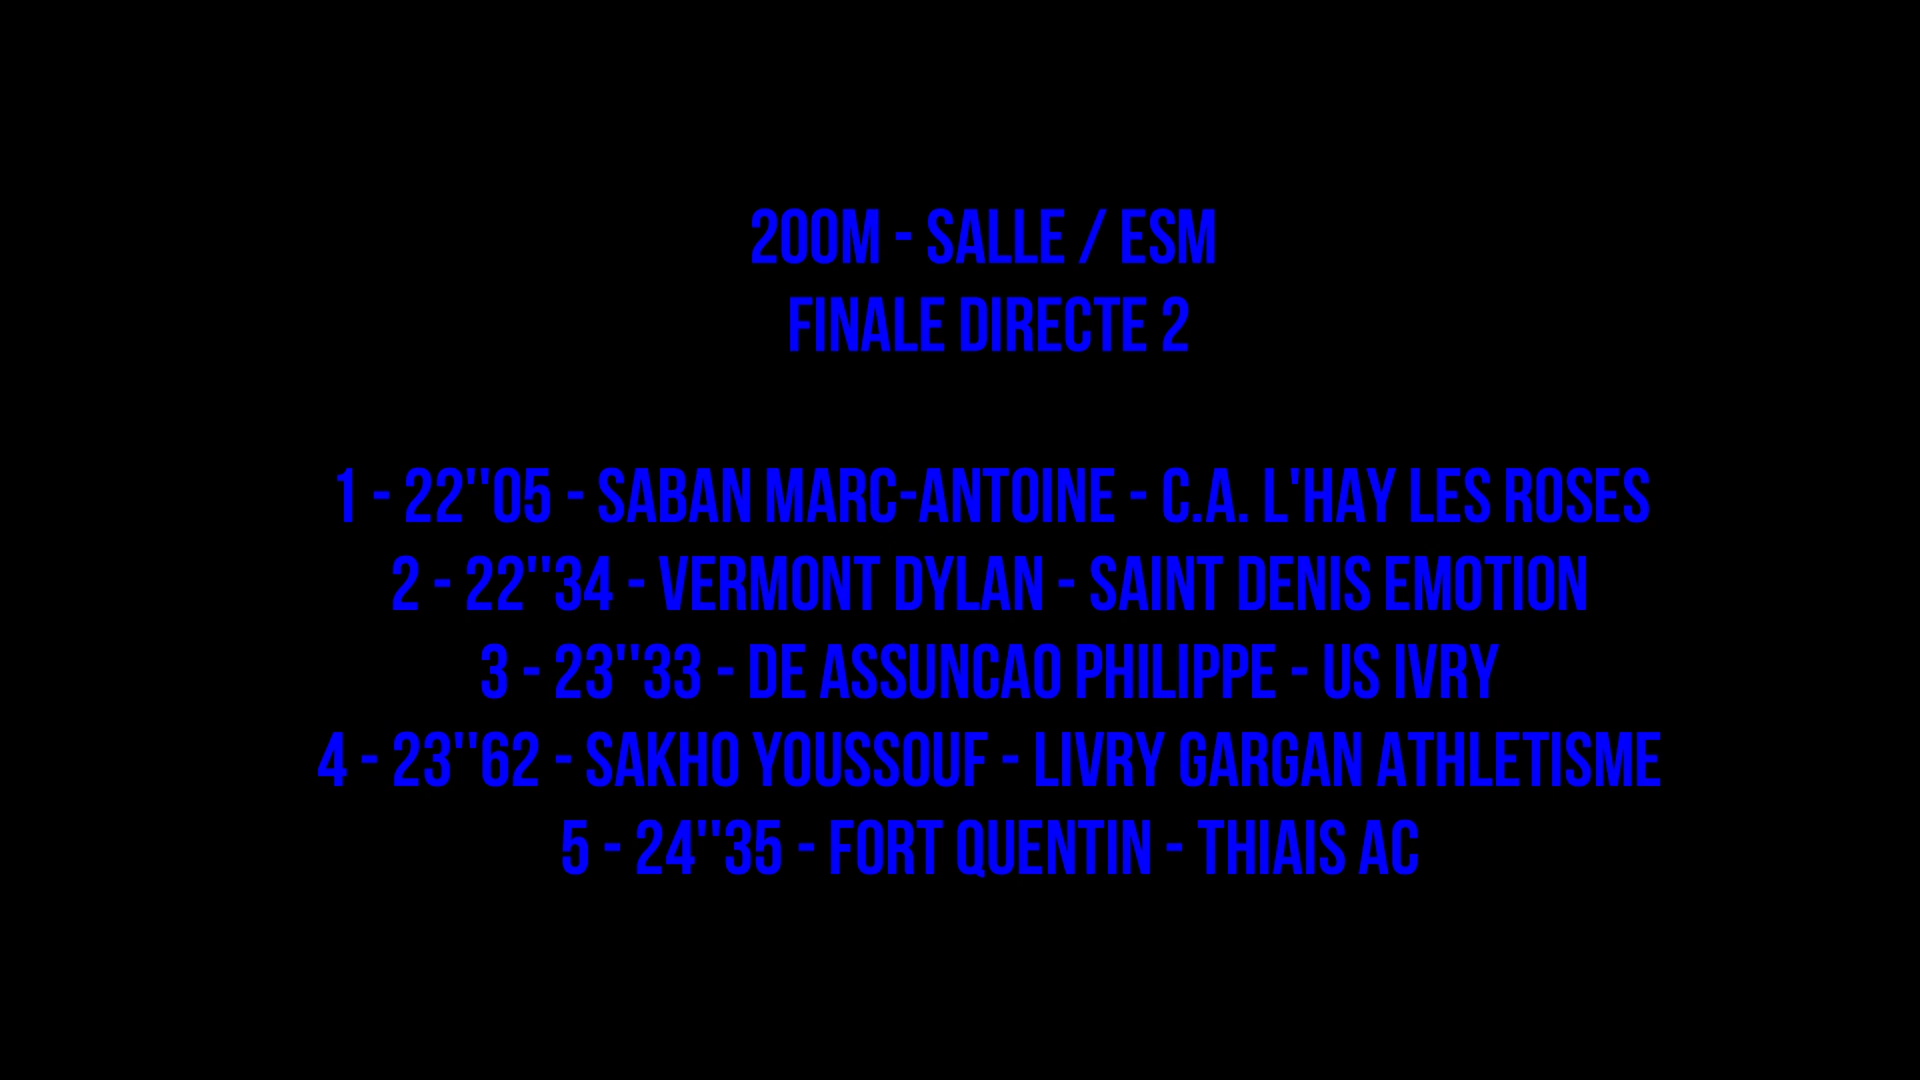 200M - SALLE / ESM
FINALE DIRECTE 2
1 - 22''05 - SABAN MARC-ANTOINE - C.A. L'HAY LES ROSES
2 - 22''34 - VERMONT DYLAN - SAINT DENIS EMOTION
3 - 23''33 - DE ASSUNCAO PHILIPPE - US IVRY
4 - 23''62 - SAKHO YOUSSOUF - LIVRY GARGAN ATHLETISME
5 - 24''35 - FORT QUENTIN - THIAIS AC